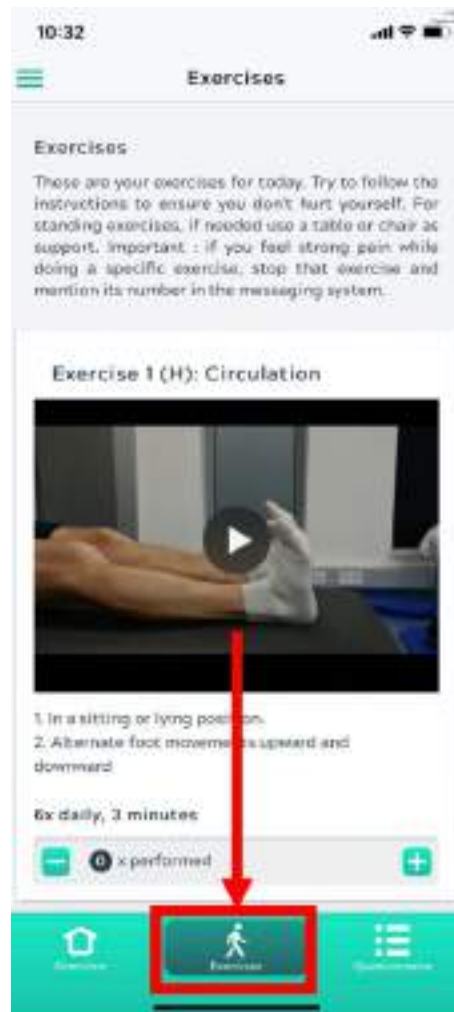 10:32
Exercises
Exercises
These are your exercises for today. Try to follow the
instructions to ensure you don't hurt yourself. For
standing exercises, if needed use a table or chair as
support. Important : if you feel strong pain while
doing a specific exercise, stop that exercise and
mention its number in the messaging system.
Exercise 1 (H): Circulation
1. In a sitting or lying position.
2. Alternate foot movements upward and
downward
6x daily, 3 minutes
0 x performed
Exercises